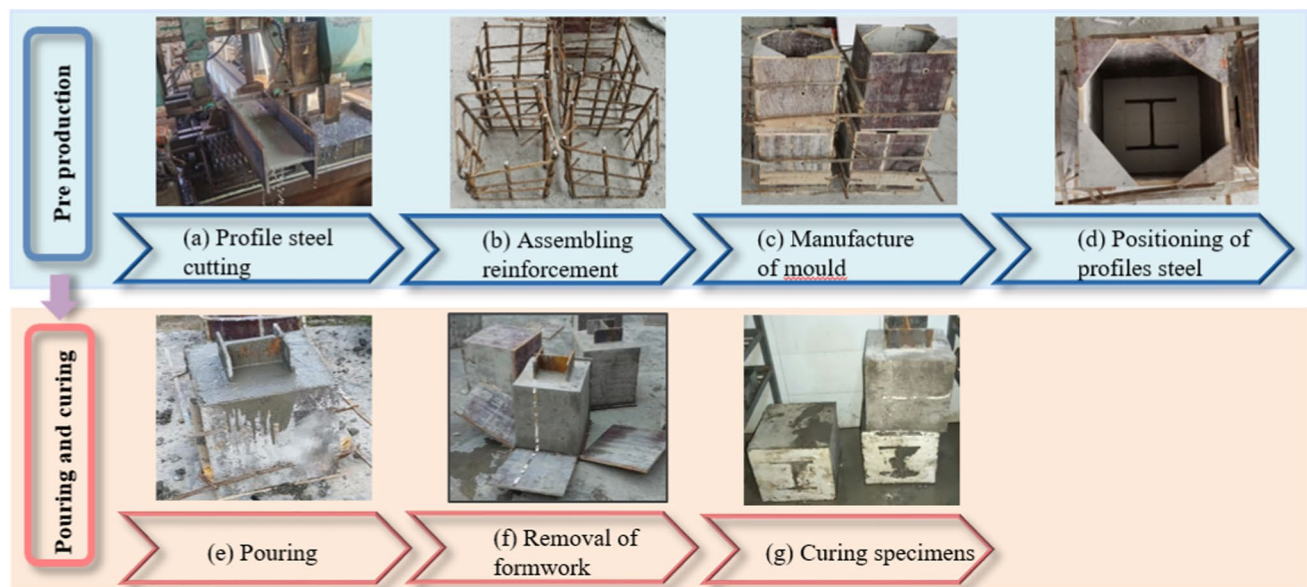 Pre production
(a) Profile steel
cutting
(b) Assembling
reinforcement
(c) Manufacture
of mould
(d) Positioning of
profiles steel
Pouring and curing
(e) Pouring
(f) Removal of
formwork
(g) Curing specimens